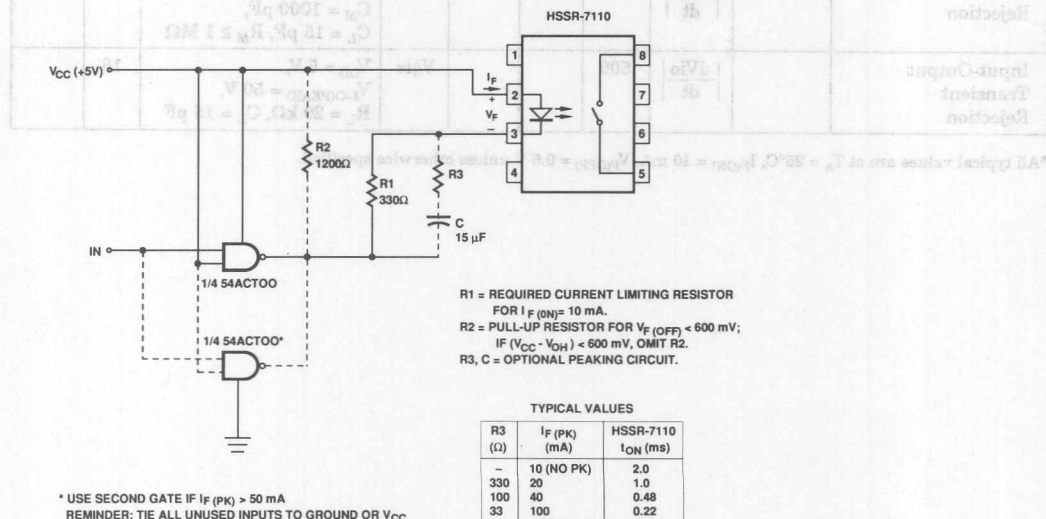 HSSR-7110
VCC (+5V)
1
8
IF
2
7
+
VF
R2
1200Ω
–
3
6
R1
330Ω
R3
4
5
C
15 µF
IN
1/4 54ACTOO
R1 = REQUIRED CURRENT LIMITING RESISTOR
FOR I F (0N)= 10 mA.
R2 = PULL-UP RESISTOR FOR VF (OFF) < 600 mV;
IF (VCC - VOH ) < 600 mV, OMIT R2.
R3, C = OPTIONAL PEAKING CIRCUIT.
1/4 54ACTOO*
TYPICAL VALUES
R3 IF (PK) HSSR-7110
(Ω) (mA) tON (ms)
– 10 (NO PK) 2.0
330 20 1.0
100 40 0.48
33 100 0.22
* USE SECOND GATE IF IF (PK) > 50 mA
REMINDER: TIE ALL UNUSED INPUTS TO GROUND OR VCC